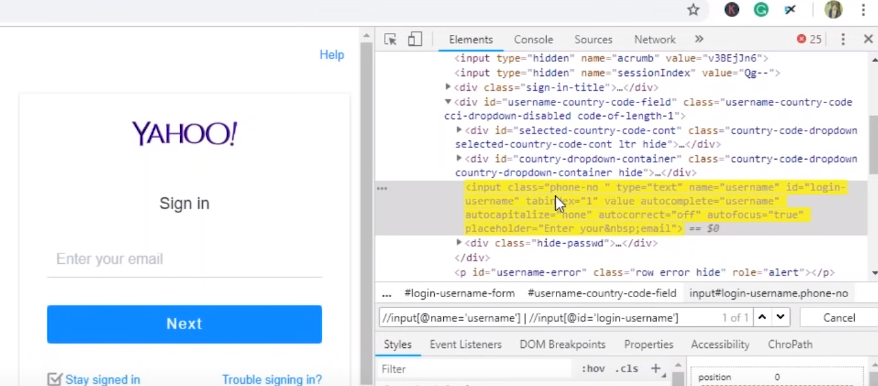 Help
YAHOO!
Sign in
Enter your email
Next
Stay signed in
Trouble signing in?
Elements Console Sources Network » 25
<input type="hidden" name="acrumb" value="v3BEjJn6">
<input type="hidden" name="sessionIndex" value="Qg--">
<div class="sign-in-title">…</div>
<div id="username-country-code-field" class="username-country-code
cci-dropdown-disabled code-of-length-1">
<div id="selected-country-code-cont" class="country-code-dropdown
selected-country-code-cont ltr hide">…</div>
<div id="country-dropdown-container" class="country-code-dropdown
country-dropdown-container hide">…</div>
<input class="phone-no " type="text" name="username" id="login-
username" tabindex="1" value autocomplete="username"
autocapitalize="none" autocorrect="off" autofocus="true"
placeholder="Enter your&nbsp;email"> == $0
<div class="hide-passwd">…</div>
</div>
<p id="username-error" class="row error hide" role="alert"></p>
... #login-username-form #username-country-code-field input#login-username.phone-no
//input[@name='username'] | //input[@id='login-username'] 1 of 1 Cancel
Styles Event Listeners DOM Breakpoints Properties Accessibility ChroPath
Filter :hov .cls +
position 0